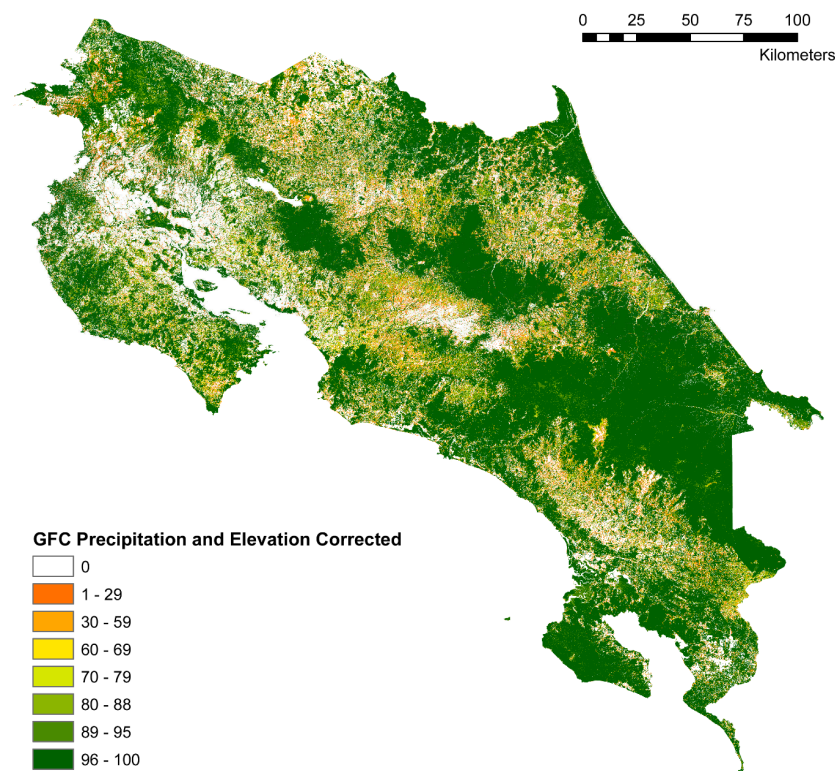 0 25 50 75 100
Kilometers
GFC Precipitation and Elevation Corrected
0
1 - 29
30 - 59
60 - 69
70 - 79
80 - 88
89 - 95
96 - 100